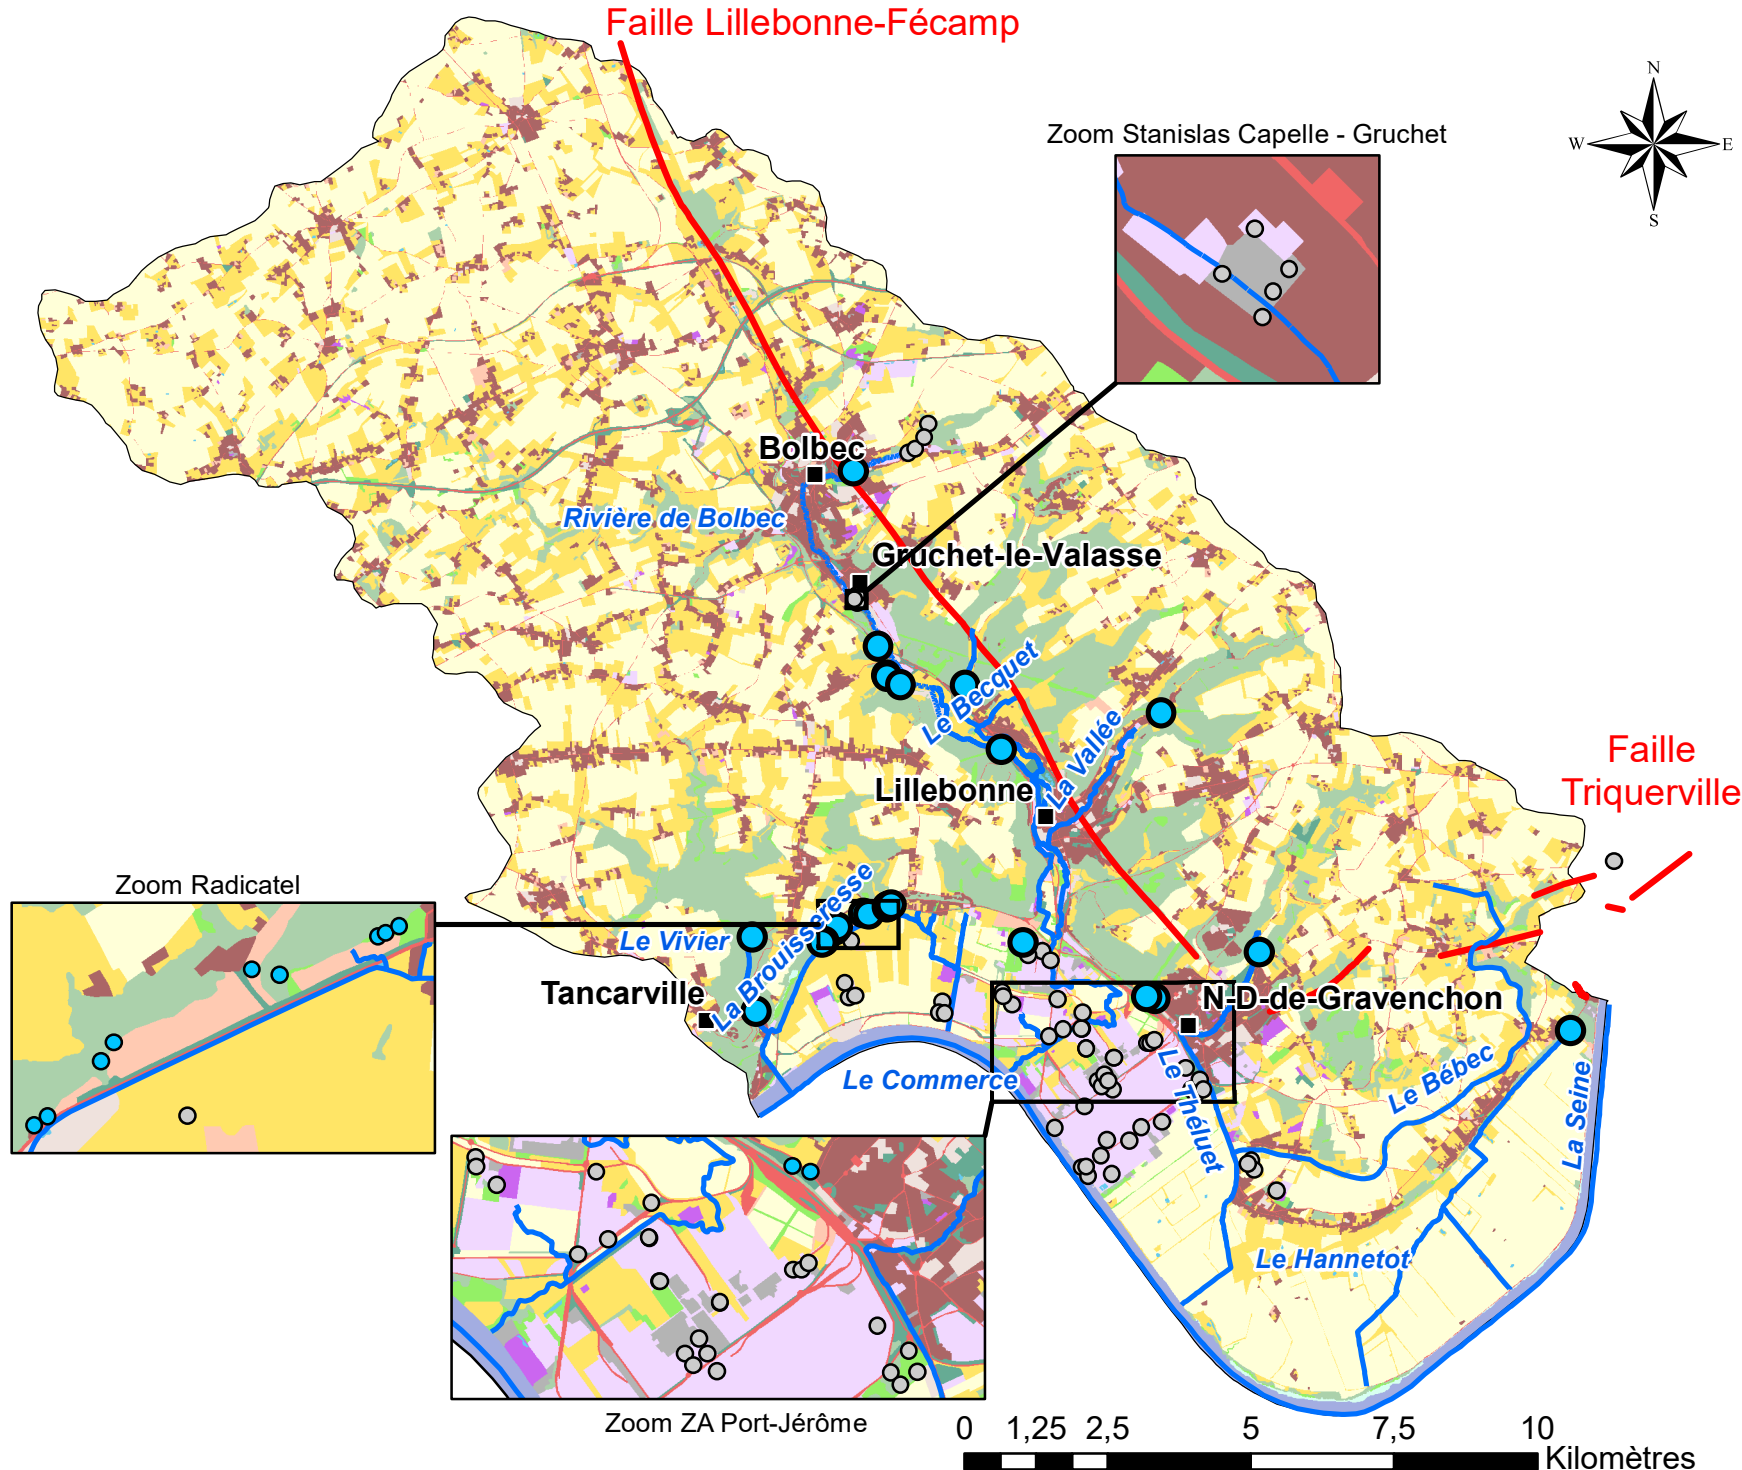 Faille Lillebonne-Fécamp
N
W
E
S
Zoom Stanislas Capelle - Gruchet
Bolbec
Rivière de Bolbec
Gruchet-le-Valasse
Le Becquet
La Vallée
Lillebonne
Faille
Triquerville
Zoom Radicatel
La Brouisseresse
Le Vivier
Tancarville
N-D-de-Gravenchon
Le Commerce
Le Théluet
Le Bébec
La Seine
Le Hannetot
Zoom ZA Port-Jérôme
0 1,25 2,5 5 7,5 10
Kilomètres